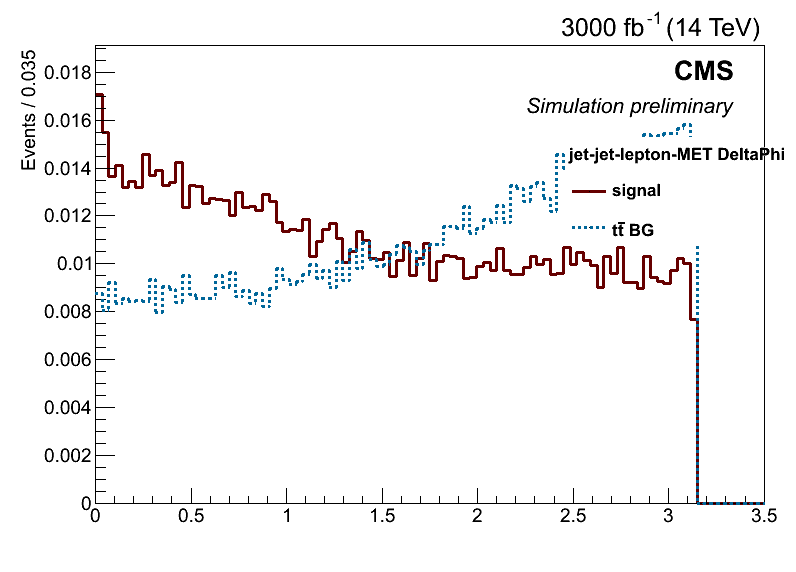 3000 fb⁻¹ (14 TeV)
Events / 0.035
0.018
0.016
0.014
0.012
0.01
0.008
0.006
0.004
0.002
0
CMS
Simulation preliminary
jet-jet-lepton-MET DeltaPhi
signal
tt̄ BG
0 0.5 1 1.5 2 2.5 3 3.5